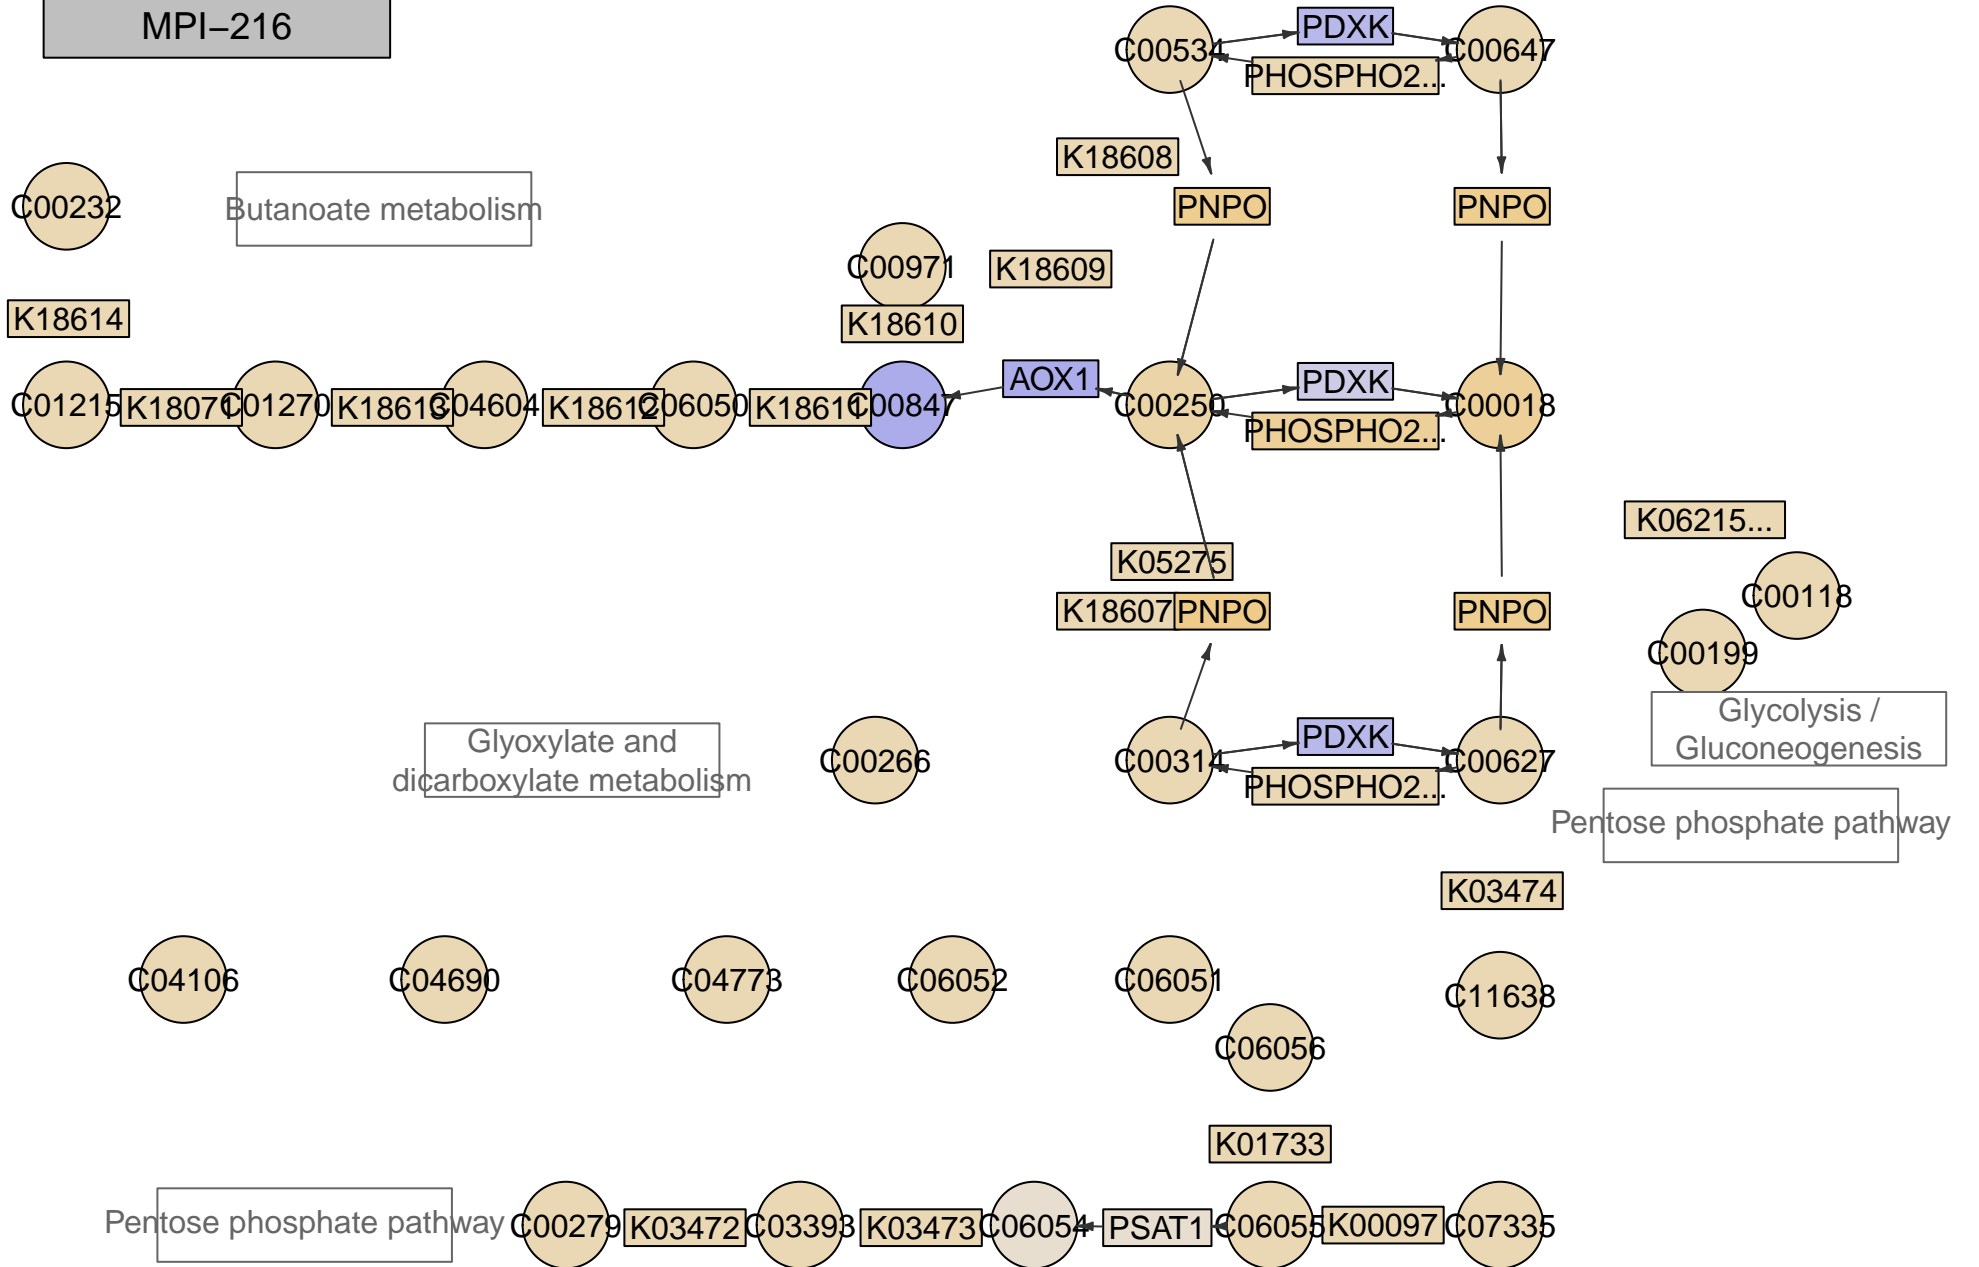 MPI–216
C00534
PDXK
C00647
PHOSPHO2...
K18608
C00232
Butanoate metabolism
PNPO
PNPO
C00971
K18609
K18614
K18610
C01215
K18071
C01270
K18613
C04604
K18612
C06050
K18611
C00847
AOX1
C00250
PDXK
C00018
PHOSPHO2...
K06215...
K05275
K18607
PNPO
PNPO
C00118
C00199
Glycolysis /
Gluconeogenesis
Glyoxylate and
dicarboxylate metabolism
C00266
C00314
PDXK
C00627
PHOSPHO2...
Pentose phosphate pathway
K03474
C04106
C04690
C04773
C06052
C06051
C11638
C06056
K01733
Pentose phosphate pathway
C00279
K03472
C03393
K03473
C06054
PSAT1
C06055
K00097
C07335